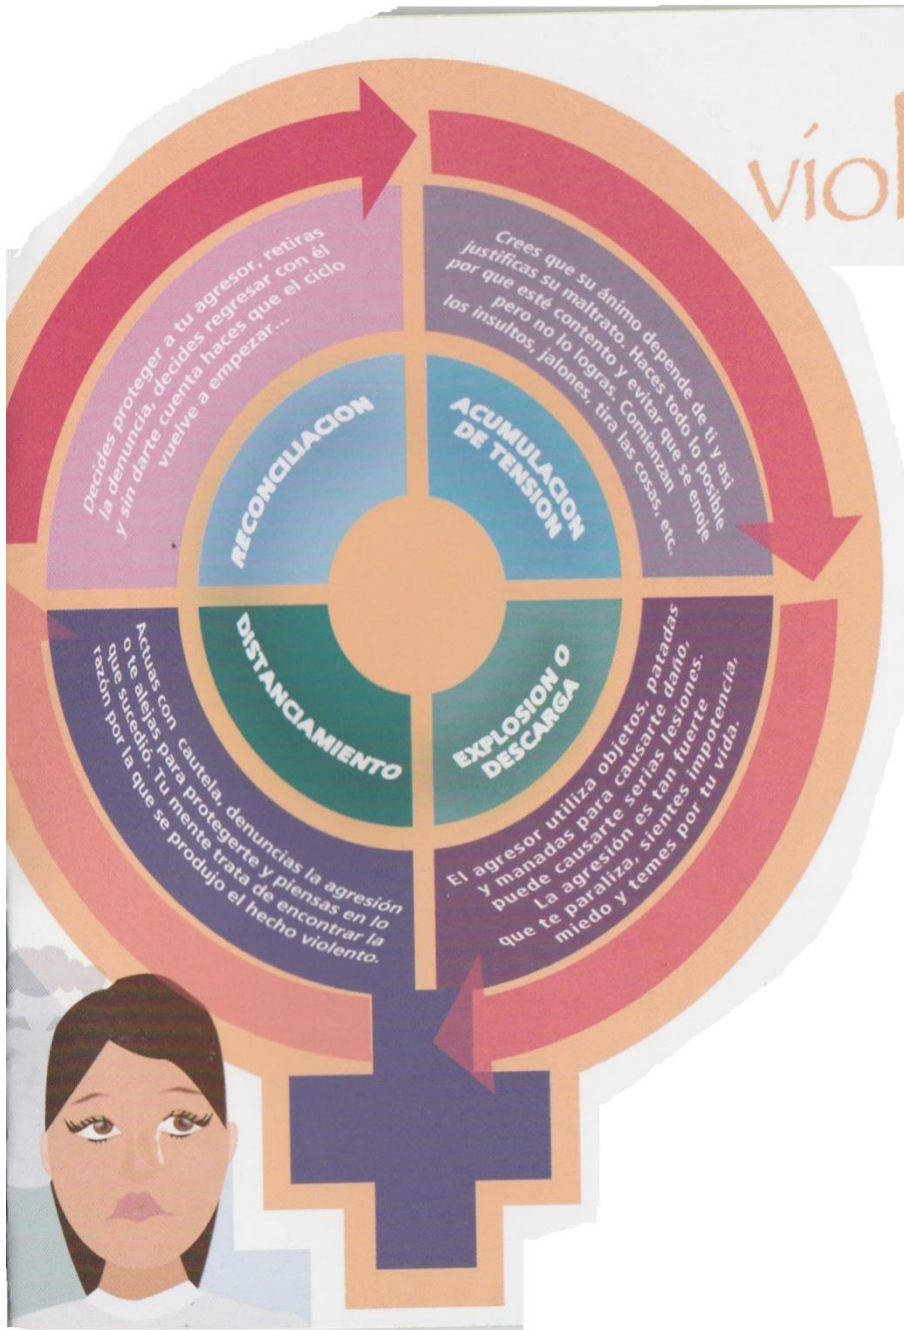 viol
Crees que su ánimo depende de ti y asi
justificas su maltrato. Haces todo lo posible
por que esté contento y evitar que se enoje
pero no lo logras. Comienzan
los insultos, jalones, tira las cosas, etc.
ACUMULACION
DE TENSION
El agresor utiliza objetos, patadas
y manadas para causarte daño,
puede causarte serias lesiones.
La agresión es tan fuerte
que te paraliza, sientes impotencia,
miedo y temes por tu vida.
EXPLOSION O
DESCARGA
Actuas con cautela, denuncias la agresión
o te alejas para protegerte y piensas en lo
que sucedió. Tu mente trata de encontrar la
razón por la que se produjo el hecho violento.
DISTANCIAMIENTO
Decides proteger a tu agresor, retiras
la denuncia, decides regresar con él
y sin darte cuenta haces que el ciclo
vuelve a empezar...
RECONCILIACION